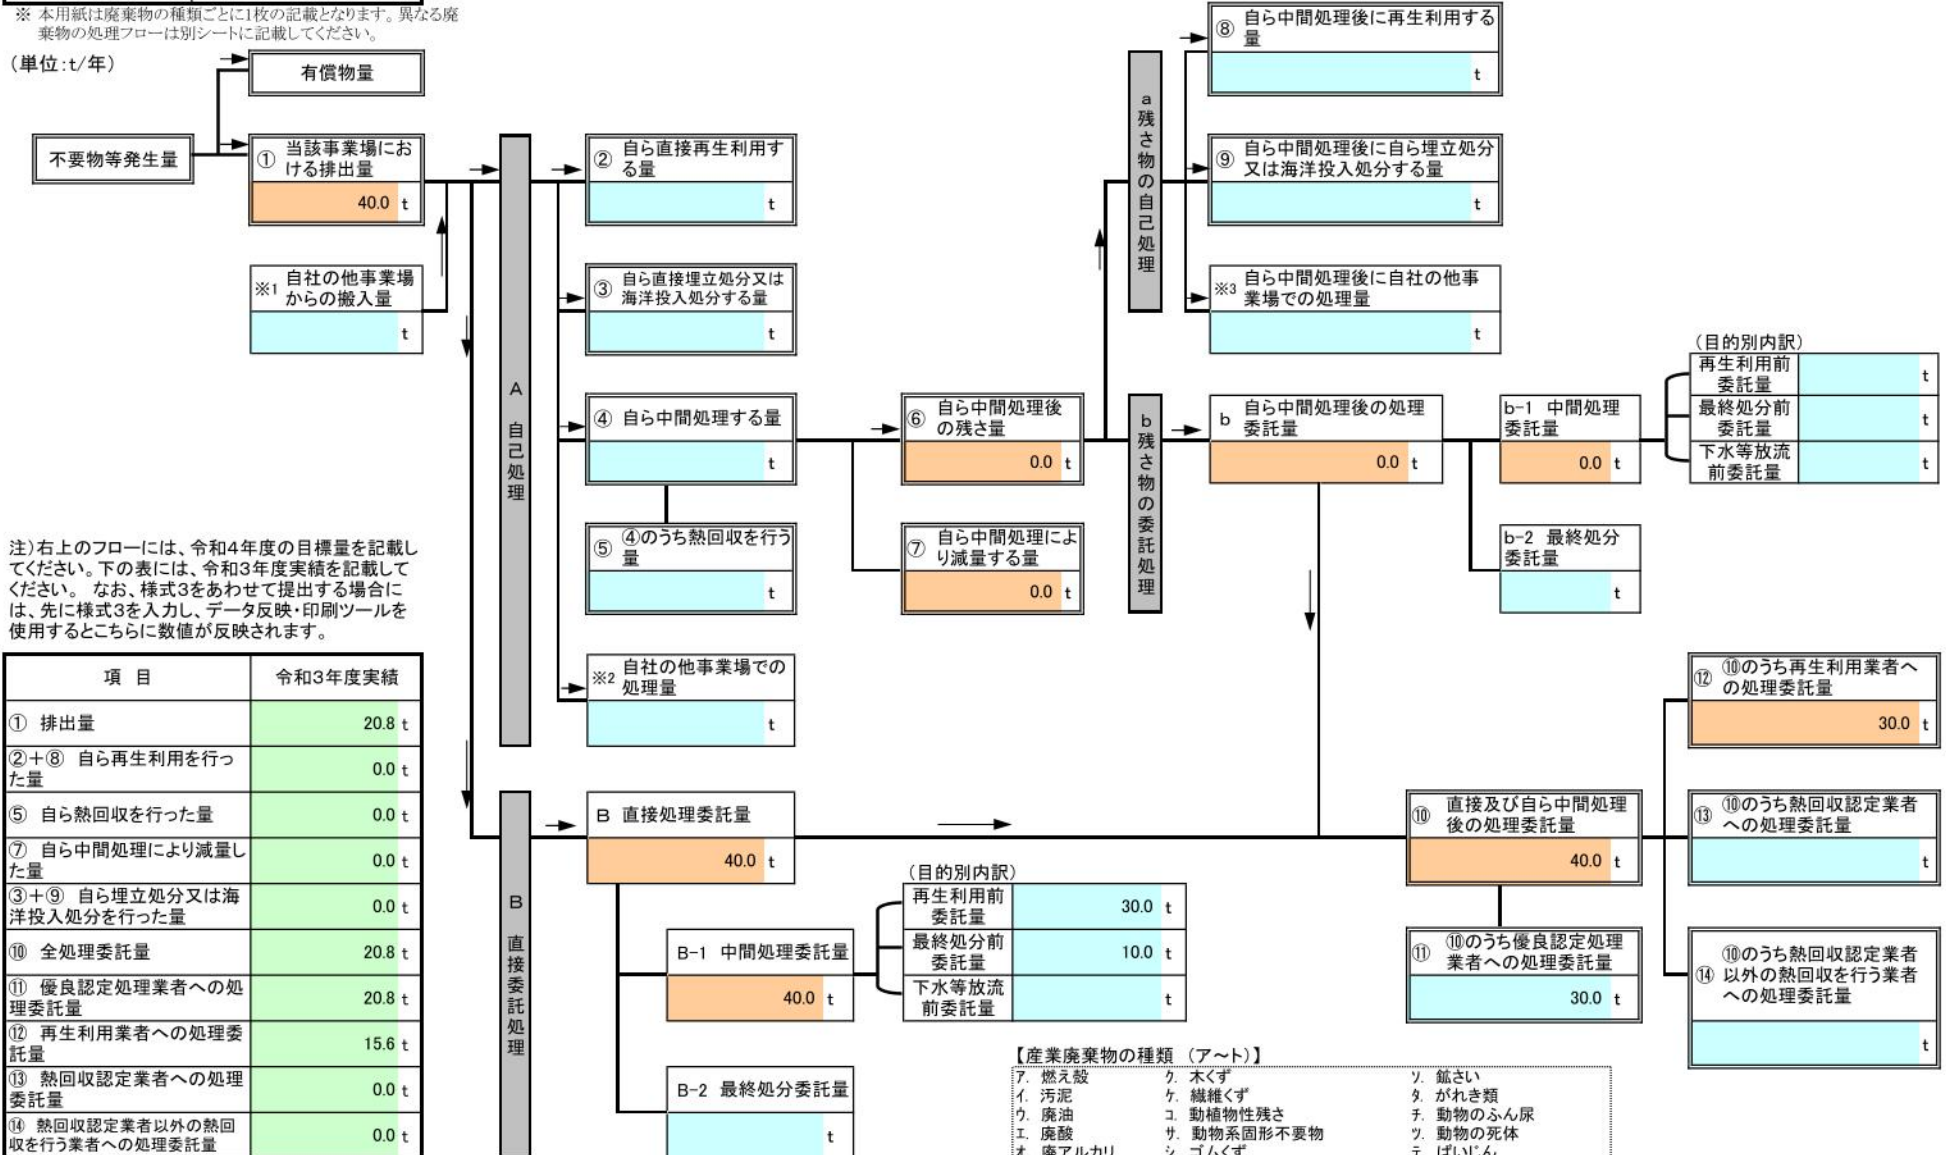 ※ 本用紙は廃棄物の種類ごとに1枚の記載となります。異なる廃
棄物の処理フローは別シートに記載してください。
(単位:t/年)
有償物量
不要物等発生量
① 当該事業場にお
ける排出量
40.0 t
※1 自社の他事業場
からの搬入量
t
A 自己処理
② 自ら直接再生利用す
る量
t
③ 自ら直接埋立処分又は
海洋投入処分する量
t
④ 自ら中間処理する量
t
⑤ ④のうち熱回収を行う
量
t
※2 自社の他事業場での
処理量
t
⑥ 自ら中間処理後
の残さ量
0.0 t
⑦ 自ら中間処理によ
り減量する量
0.0 t
a 残さ物の自己処理
⑧ 自ら中間処理後に再生利用する
量
t
⑨ 自ら中間処理後に自ら埋立処分
又は海洋投入処分する量
t
※3 自ら中間処理後に自社の他事
業場での処理量
t
b 残さ物の委託処理
b 自ら中間処理後の処理
委託量
0.0 t
b-1 中間処理
委託量
0.0 t
b-2 最終処分
委託量
t
(目的別内訳)
再生利用前
委託量
t
最終処分前
委託量
t
下水等放流
前委託量
t
注)右上のフローには、令和4年度の目標量を記載し
てください。下の表には、令和3年度実績を記載して
ください。 なお、様式3をあわせて提出する場合に
は、先に様式3を入力し、データ反映・印刷ツールを
使用するとこちらに数値が反映されます。
項 目 令和3年度実績
① 排出量 20.8 t
②+⑧ 自ら再生利用を行っ
た量 0.0 t
⑤ 自ら熱回収を行った量 0.0 t
⑦ 自ら中間処理により減量し
た量 0.0 t
③+⑨ 自ら埋立処分又は海
洋投入処分を行った量 0.0 t
⑩ 全処理委託量 20.8 t
⑪ 優良認定処理業者への処
理委託量 20.8 t
⑫ 再生利用業者への処理委
託量 15.6 t
⑬ 熱回収認定業者への処理
委託量 0.0 t
⑭ 熱回収認定業者以外の熱回
収を行う業者への処理委託量 0.0 t
B 直接委託処理
B 直接処理委託量
40.0 t
B-1 中間処理委託量
40.0 t
B-2 最終処分委託量
t
(目的別内訳)
再生利用前
委託量
30.0 t
最終処分前
委託量
10.0 t
下水等放流
前委託量
t
⑩ 直接及び自ら中間処理
後の処理委託量
40.0 t
⑪ ⑩のうち優良認定処理
業者への処理委託量
30.0 t
⑫ ⑩のうち再生利用業者へ
の処理委託量
30.0 t
⑬ ⑩のうち熱回収認定業者
への処理委託量
t
⑭ ⑩のうち熱回収認定業者
以外の熱回収を行う業者
への処理委託量
t
【産業廃棄物の種類 (ア~ト)】
ア. 燃え殻 ク. 木くず ソ. 鉱さい
イ. 汚泥 ケ. 繊維くず タ. がれき類
ウ. 廃油 コ. 動植物性残さ チ. 動物のふん尿
エ. 廃酸 サ. 動物系固形不要物 ツ. 動物の死体
オ. 廃アルカリ シ. ゴムくず テ. ばいじん